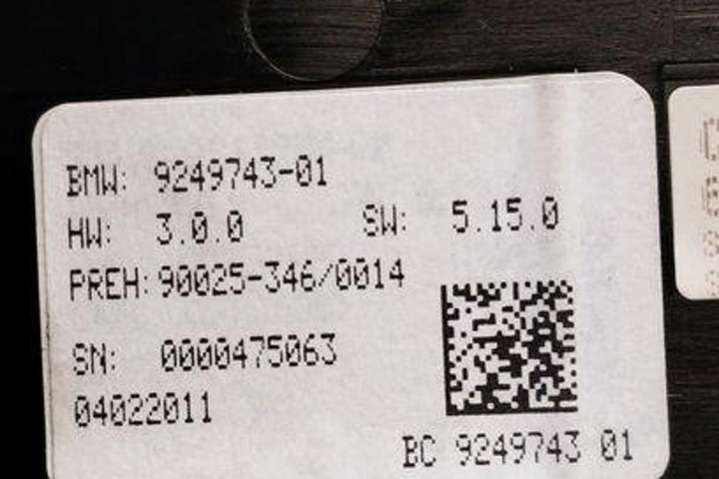 BMW: 9249743-01
HW: 3.0.0 SW: 5.15.0
PREH: 90025-346/0014
SN: 0000475063
04022011
BC 9249743 01